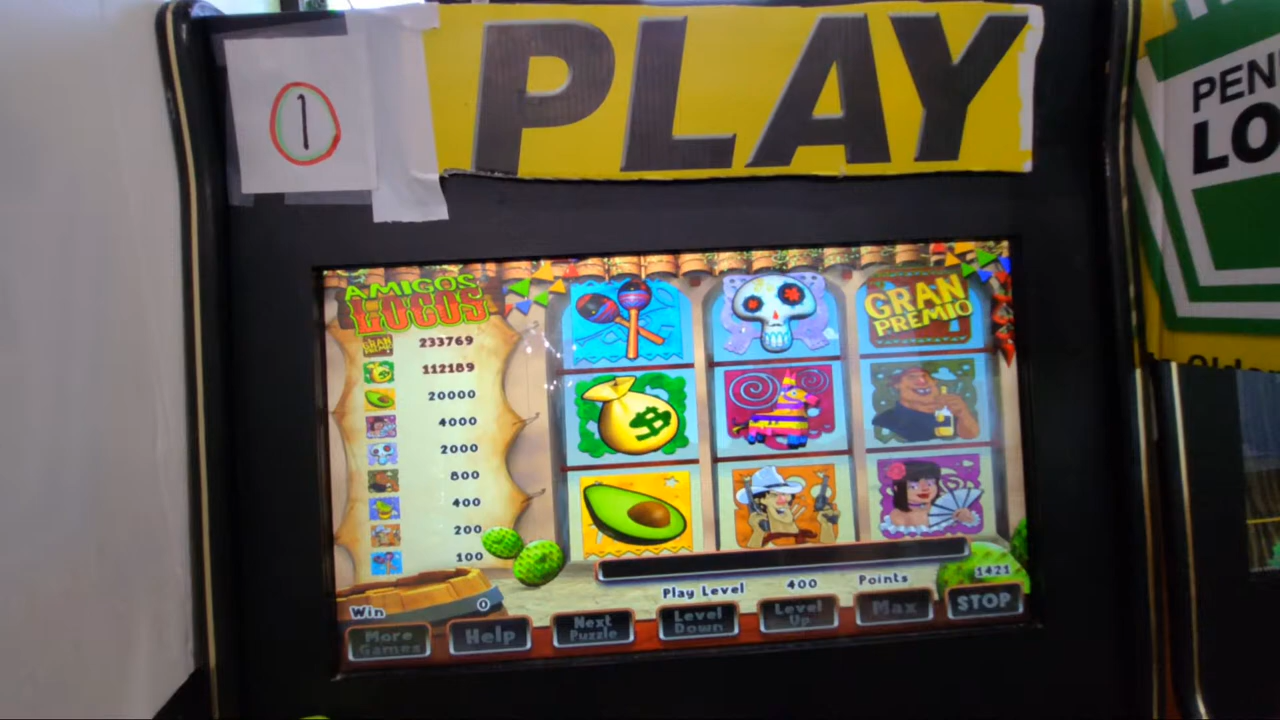 1
PLAY
PEN
LO
AMIGOS
LOCOS
GRAN
PREMIO
GRAN
233769
112189
20000
4000
2000
800
400
200
100
$
Play Level 400 Points 1421
Win 0
More
Games
Help
Next
Puzzle
Level
Down
Level
Up
Max
STOP